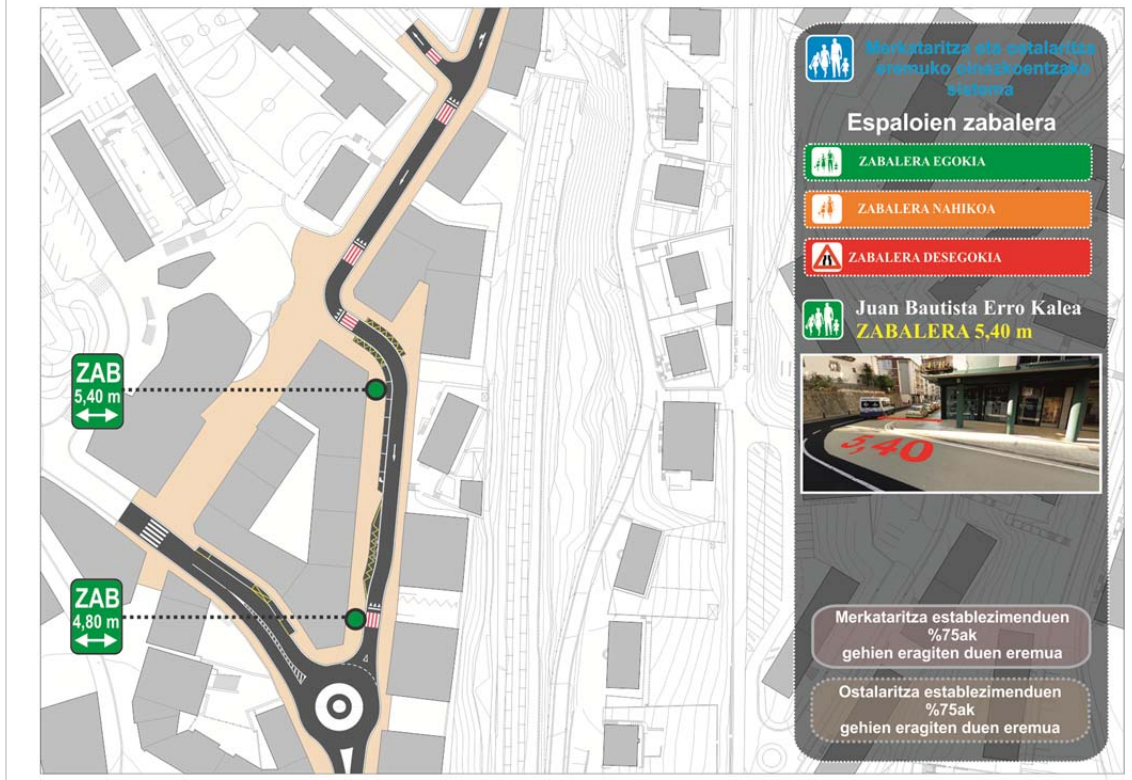 Merkataritza eta ostalaritza
eremuko oinezkoentzako
sistema
Espaloien zabalera
ZABALERA EGOKIA
ZABALERA NAHIKOA
ZABALERA DESEGOKIA
Juan Bautista Erro Kalea
ZABALERA 5,40 m
5,40
ZAB
5,40 m
ZAB
4,80 m
Merkataritza establezimenduen
%75ak
gehien eragiten duen eremua
Ostalaritza establezimenduen
%75ak
gehien eragiten duen eremua